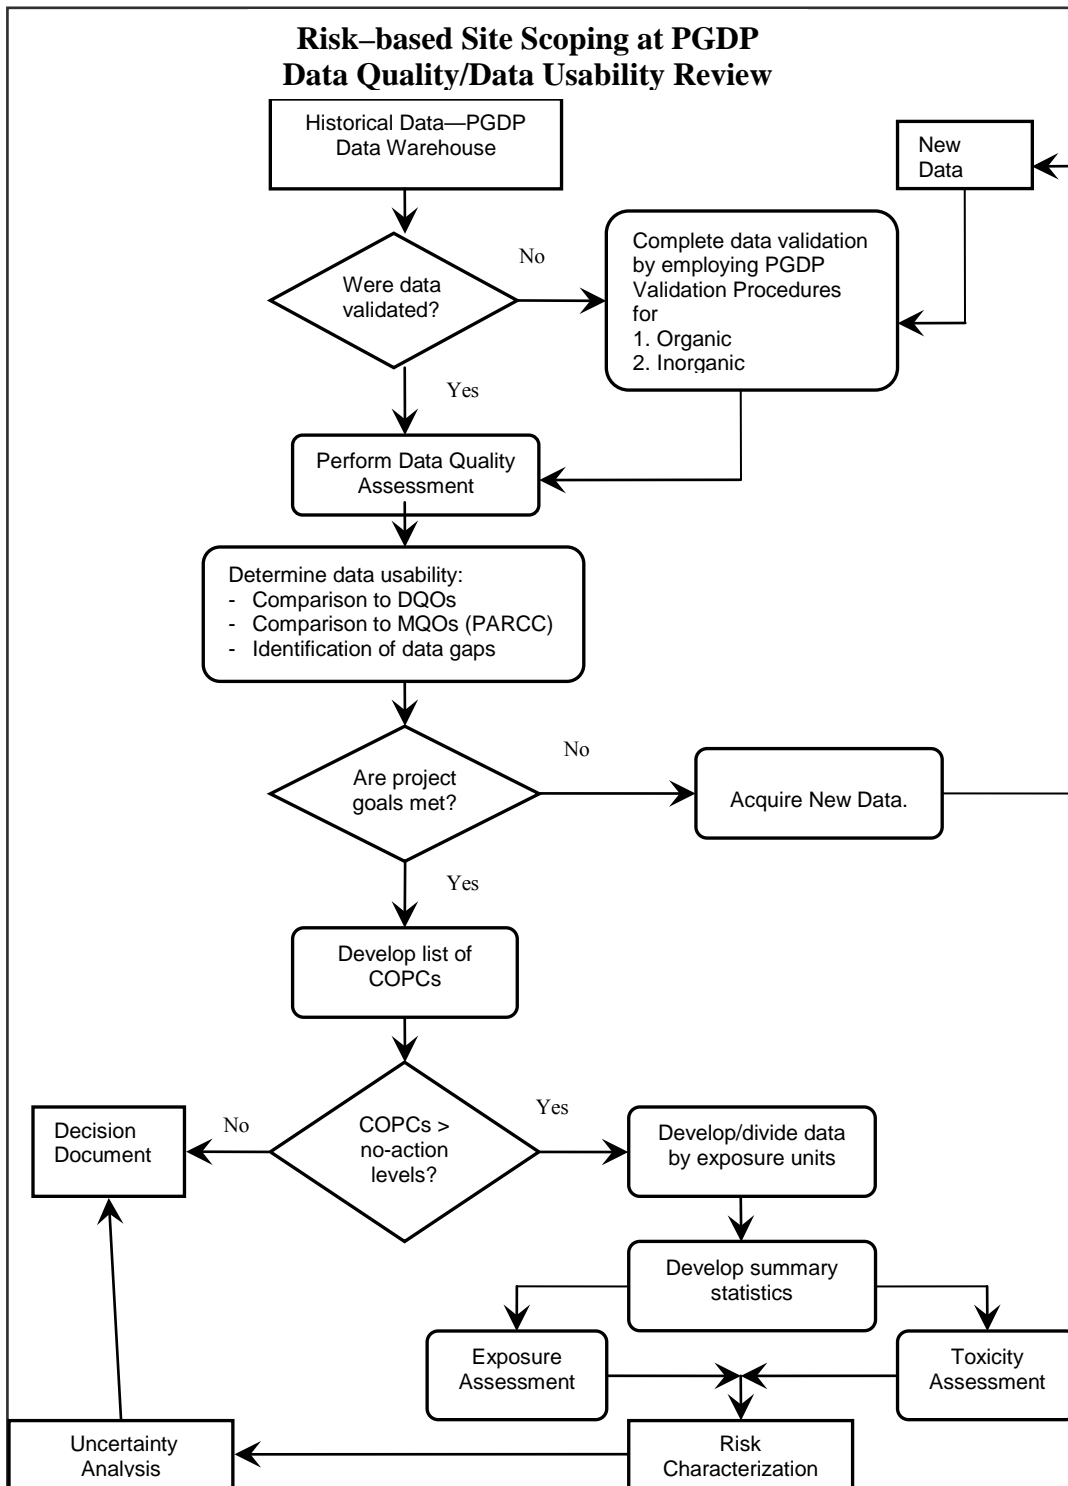 Risk–based Site Scoping at PGDP
Data Quality/Data Usability Review
Historical Data—PGDP
Data Warehouse
New
Data
Were data
validated?
No
Complete data validation
by employing PGDP
Validation Procedures
for
1. Organic
2. Inorganic
Yes
Perform Data Quality
Assessment
Determine data usability:
- Comparison to DQOs
- Comparison to MQOs (PARCC)
- Identification of data gaps
Are project
goals met?
No
Acquire New Data.
Yes
Develop list of
COPCs
COPCs >
no-action
levels?
No
Decision
Document
Yes
Develop/divide data
by exposure units
Develop summary
statistics
Exposure
Assessment
Toxicity
Assessment
Uncertainty
Analysis
Risk
Characterization